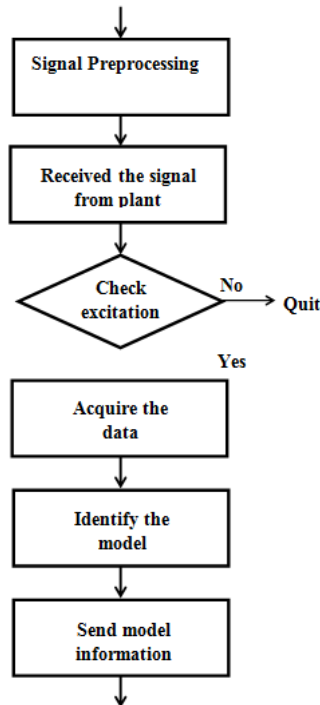 Signal Preprocessing
Received the signal
from plant
Check
excitation
No
Quit
Yes
Acquire the
data
Identify the
model
Send model
information